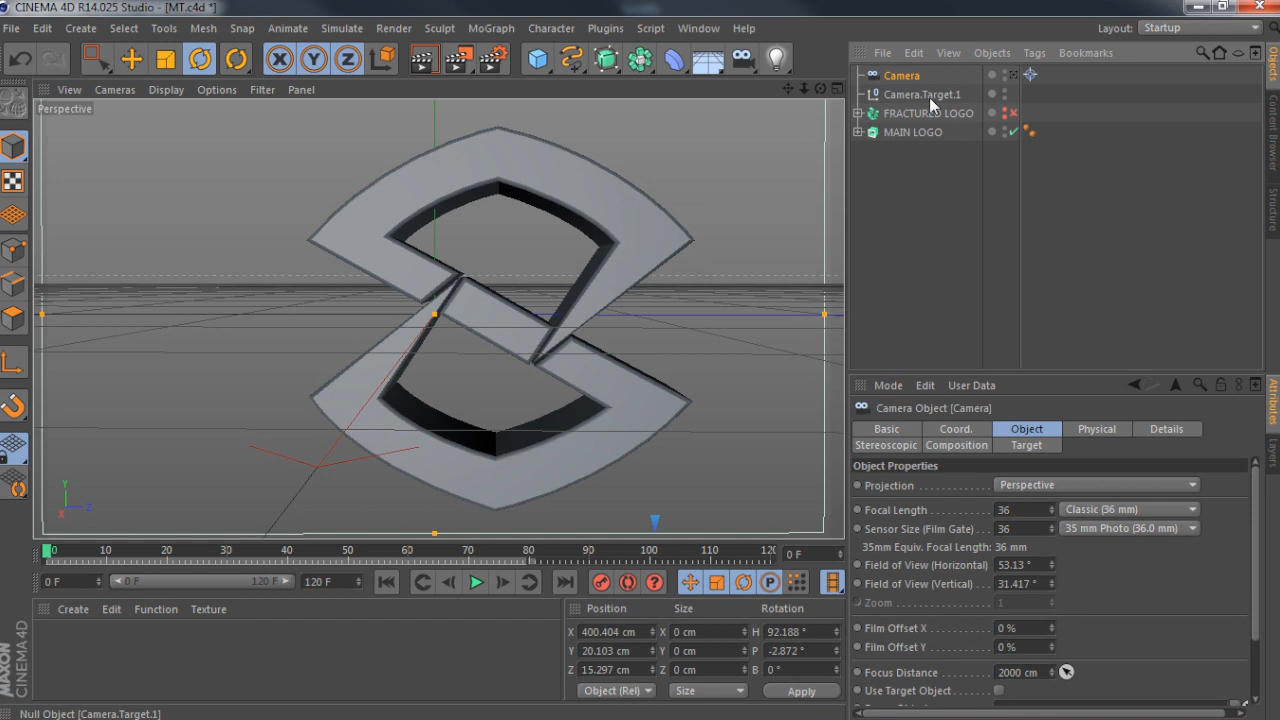 CINEMA 4D R14.025 Studio - [MT.c4d *]
File Edit Create Select Tools Mesh Snap Animate Simulate Render Sculpt MoGraph Character Plugins Script Window Help Layout: Startup
File Edit View Objects Tags Bookmarks
Camera
Camera.Target.1
FRACTURED LOGO
MAIN LOGO
Objects
Content Browser
Structure
View Cameras Display Options Filter Panel
Perspective
Y
Z
X
Mode Edit User Data
Camera Object [Camera]
Basic Coord. Object Physical Details
Stereoscopic Composition Target
Object Properties
Projection Perspective
Focal Length 36 Classic (36 mm)
Sensor Size (Film Gate) 36 35 mm Photo (36.0 mm)
35mm Equiv. Focal Length: 36 mm
Field of View (Horizontal) 53.13 °
Field of View (Vertical) 31.417 °
Zoom 1
Film Offset X 0 %
Film Offset Y 0 %
Focus Distance 2000 cm
Use Target Object
Attributes
Layers
0 10 20 30 40 50 60 70 80 90 100 110 120 0 F
0 F 0 F 120 F 120 F
Create Edit Function Texture
Position Size Rotation
X 400.404 cm X 0 cm H 92.188 °
Y 20.103 cm Y 0 cm P -2.872 °
Z 15.297 cm Z 0 cm B 0 °
Object (Rel) Size Apply
MAXON
CINEMA 4D
Null Object [Camera.Target.1]